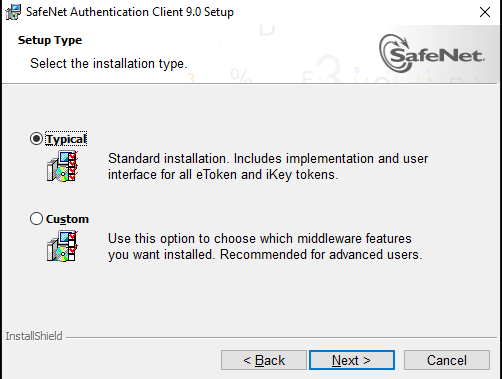 SafeNet Authentication Client 9.0 Setup
Setup Type
Select the installation type.
SafeNet.
Typical
Standard installation. Includes implementation and user
interface for all eToken and iKey tokens.
Custom
Use this option to choose which middleware features
you want installed. Recommended for advanced users.
InstallShield
< Back
Next >
Cancel